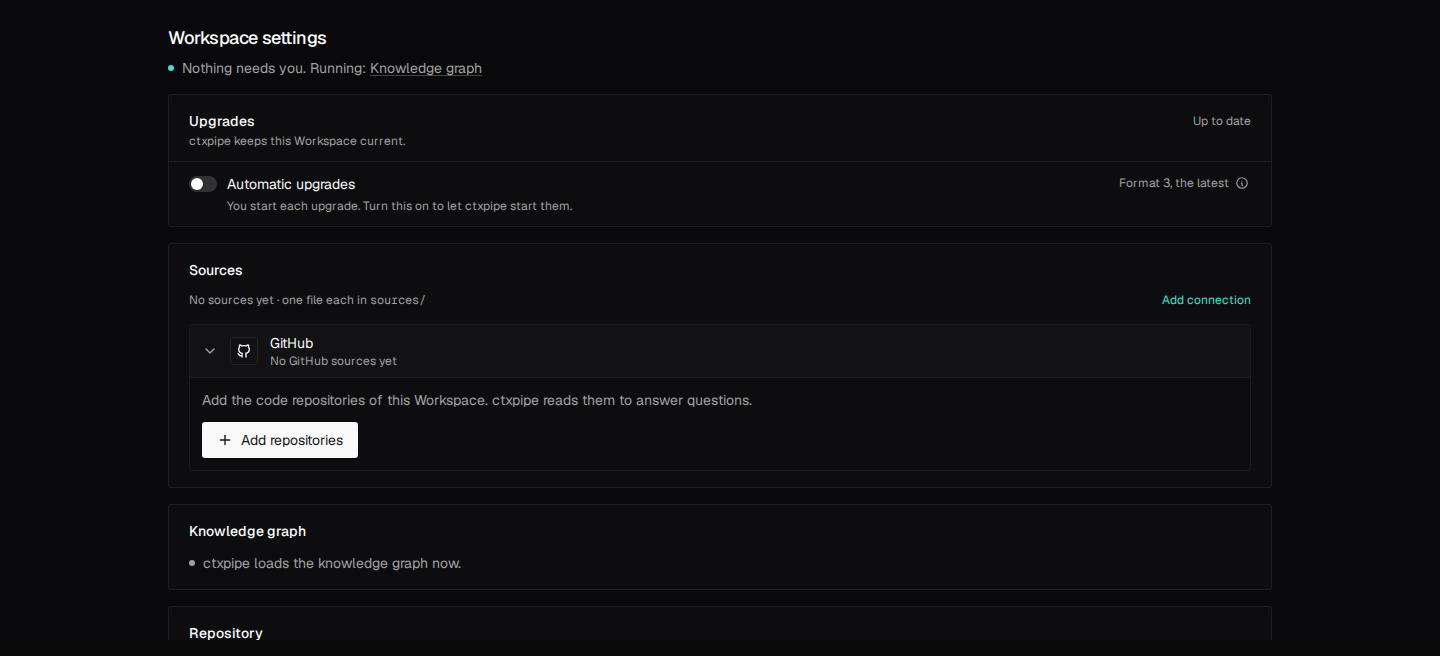 Workspace settings
Nothing needs you. Running: Knowledge graph
Upgrades
Up to date
ctxpipe keeps this Workspace current.
Automatic upgrades
Format 3, the latest
You start each upgrade. Turn this on to let ctxpipe start them.
Sources
No sources yet · one file each in sources/
Add connection
GitHub
No GitHub sources yet
Add the code repositories of this Workspace. ctxpipe reads them to answer questions.
Add repositories
Knowledge graph
ctxpipe loads the knowledge graph now.
Repository